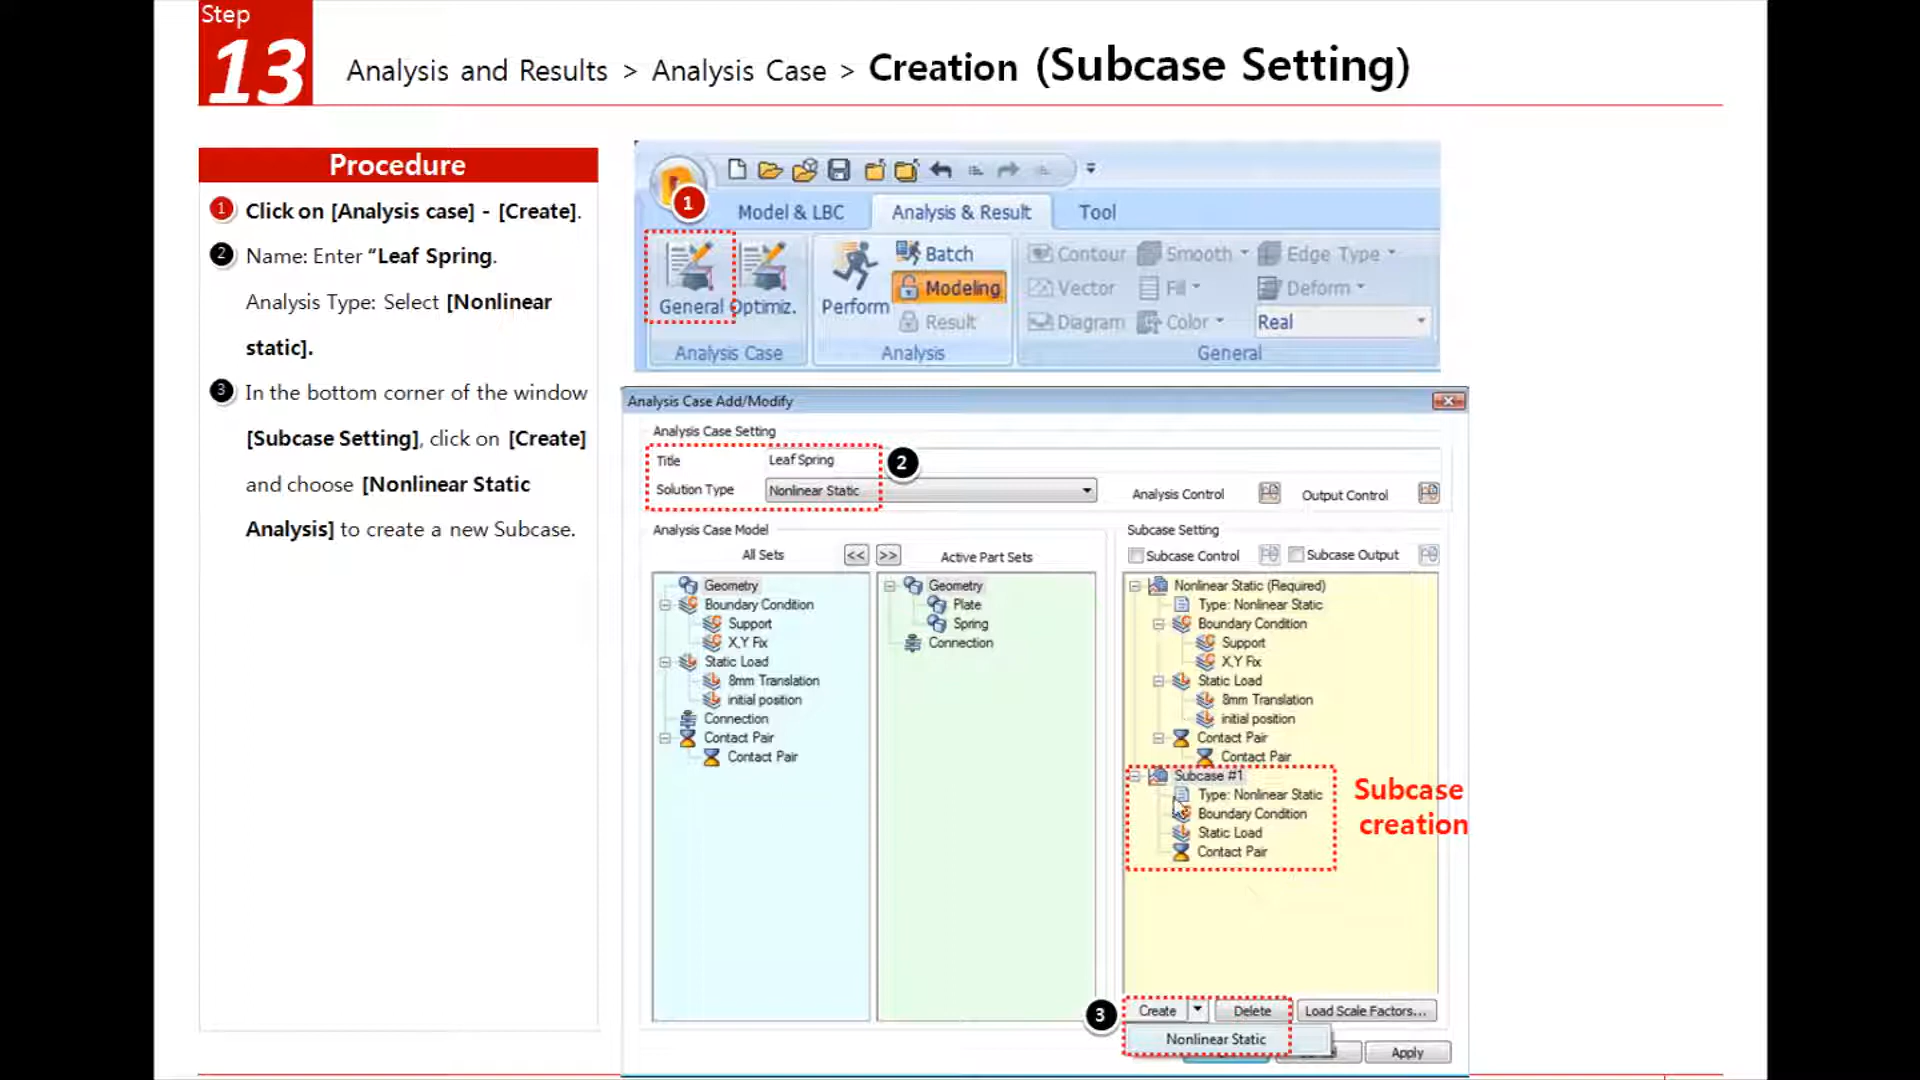 Step
13
Analysis and Results > Analysis Case > Creation (Subcase Setting)
Procedure
1 Click on [Analysis case] - [Create].
2 Name: Enter “Leaf Spring.
Analysis Type: Select [Nonlinear
static].
3 In the bottom corner of the window
[Subcase Setting], click on [Create]
and choose [Nonlinear Static
Analysis] to create a new Subcase.
1
Model & LBC Analysis & Result Tool
General Optimiz. Perform Batch Modeling Result
Contour Smooth Edge Type
Vector Fill Deform
Diagram Color Real
Analysis Case Analysis General
Analysis Case Add/Modify
Analysis Case Setting
Title Leaf Spring 2
Solution Type Nonlinear Static Analysis Control Output Control
Analysis Case Model
All Sets << >> Active Part Sets
Geometry
Boundary Condition
Support
X,Y Fix
Static Load
8mm Translation
initial position
Connection
Contact Pair
Contact Pair
Geometry
Plate
Spring
Connection
Subcase Setting
Subcase Control Subcase Output
Nonlinear Static (Required)
Type: Nonlinear Static
Boundary Condition
Support
X,Y Fix
Static Load
8mm Translation
initial position
Contact Pair
Contact Pair
Subcase #1
Type: Nonlinear Static
Boundary Condition
Static Load
Contact Pair
Subcase
creation
3 Create Delete Load Scale Factors...
Nonlinear Static
Apply